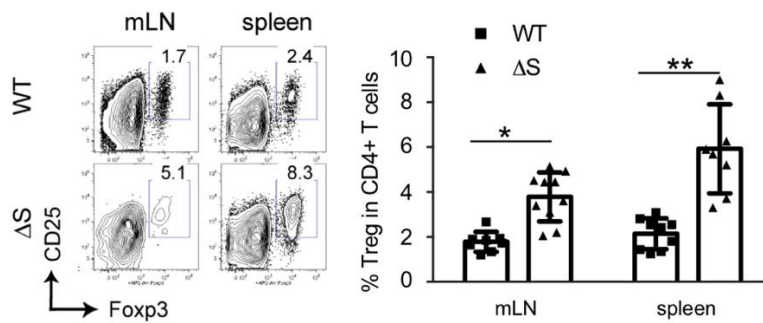 mLN spleen
WT
1.7 2.4
ΔS
5.1 8.3
CD25
Foxp3
% Treg in CD4+ T cells
10
8
6
4
2
0
WT
ΔS
*
**
mLN spleen